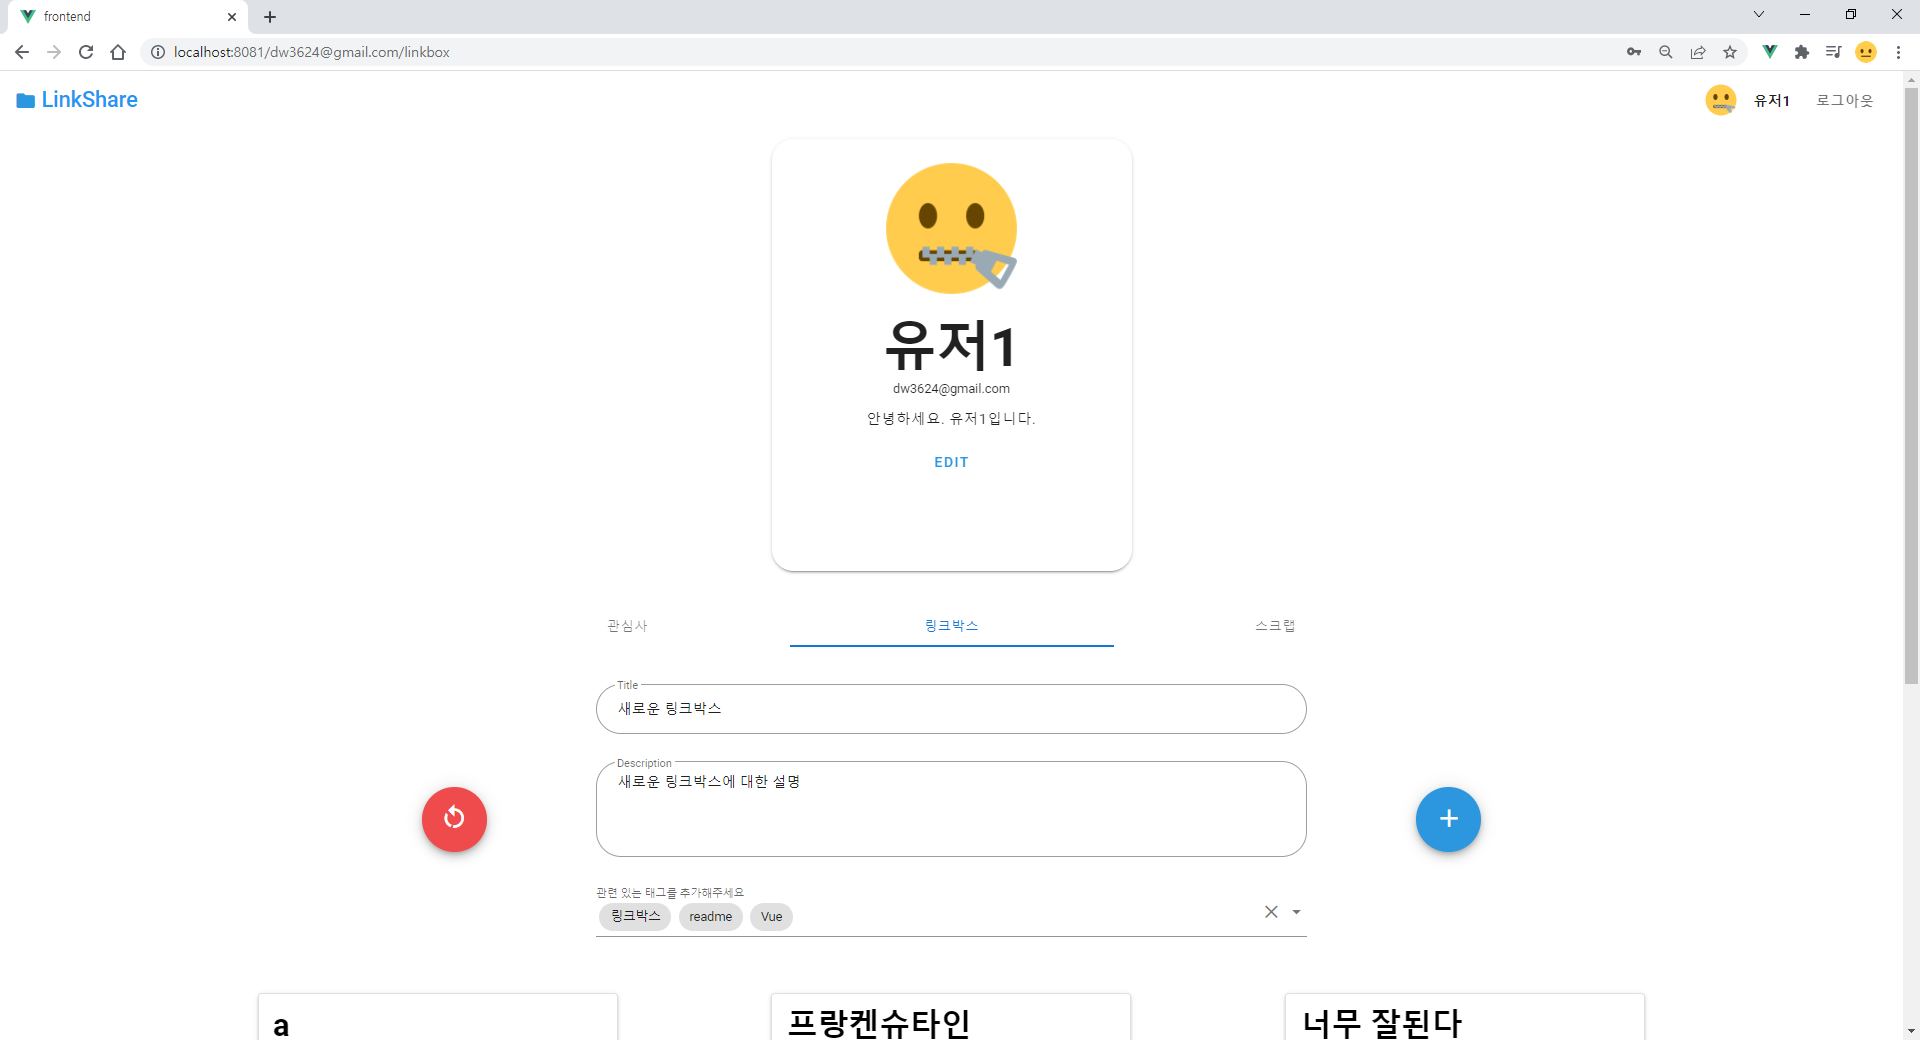 frontend
localhost:8081/dw3624@gmail.com/linkbox
LinkShare
유저1
로그아웃
유저1
dw3624@gmail.com
안녕하세요. 유저1입니다.
EDIT
관심사
링크박스
스크랩
Title
새로운 링크박스
Description
새로운 링크박스에 대한 설명
관련 있는 태그를 추가해주세요
링크박스 readme Vue
a
프랑켄슈타인
너무 잘된다